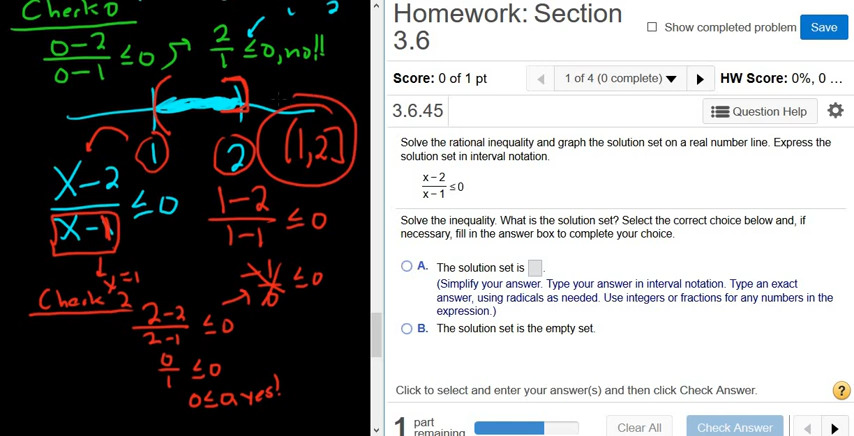 Check 0
0-2
0-1
≤0
2
1
≤0, no!!
1
2
(1,2]
x-2
x-1
≤0
1-2
1-1
≤0
x=1
-1
0
≤0
Check 2
2-2
2-1
≤0
0
1
≤0
0≤0 yes!
Homework: Section 3.6
Show completed problem
Save
Score: 0 of 1 pt
1 of 4 (0 complete)
HW Score: 0%, 0 ...
3.6.45
Question Help
Solve the rational inequality and graph the solution set on a real number line. Express the
solution set in interval notation.
x-2
x-1
≤0
Solve the inequality. What is the solution set? Select the correct choice below and, if
necessary, fill in the answer box to complete your choice.
A. The solution set is .
(Simplify your answer. Type your answer in interval notation. Type an exact
answer, using radicals as needed. Use integers or fractions for any numbers in the
expression.)
B. The solution set is the empty set.
Click to select and enter your answer(s) and then click Check Answer.
?
1 part
remaining
Clear All
Check Answer